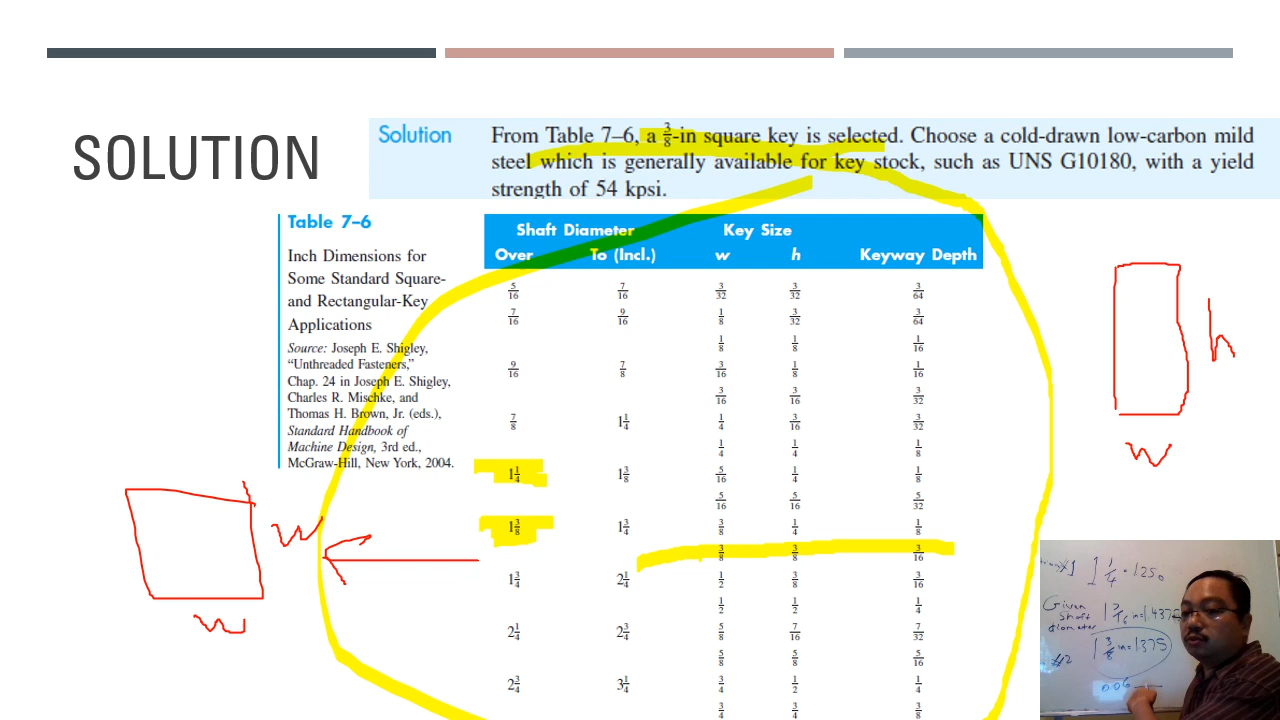 SOLUTION
Solution
From Table 7–6, a 3/8-in square key is selected. Choose a cold-drawn low-carbon mild
steel which is generally available for key stock, such as UNS G10180, with a yield
strength of 54 kpsi.
Table 7–6
Inch Dimensions for
Some Standard Square-
and Rectangular-Key
Applications
Source: Joseph E. Shigley,
“Unthreaded Fasteners,”
Chap. 24 in Joseph E. Shigley,
Charles R. Mischke, and
Thomas H. Brown, Jr. (eds.),
Standard Handbook of
Machine Design, 3rd ed.,
McGraw-Hill, New York, 2004.
Shaft Diameter Key Size
Over To (Incl.) w h Keyway Depth
5/16 7/16 3/32 3/32 3/64
7/16 9/16 1/8 3/32 3/64
1/8 1/8 1/16
9/16 7/8 3/16 1/8 1/16
3/16 3/16 3/32
7/8 1 1/4 1/4 3/16 3/32
1/4 1/4 1/8
1 1/4 1 3/8 5/16 1/4 1/8
5/16 5/16 5/32
1 3/8 1 3/4 3/8 1/4 1/8
3/8 3/8 3/16
1 3/4 2 1/4 1/2 3/8 3/16
1/2 1/2 1/4
2 1/4 2 3/4 5/8 7/16 7/32
5/8 5/8 5/16
2 3/4 3 1/4 3/4 1/2 1/4
3/4 3/4 3/8
h
w
w
w
1 1/4 = 1.250
Given
Shaft
diameter
1 3/8 in = 1.375
0.06